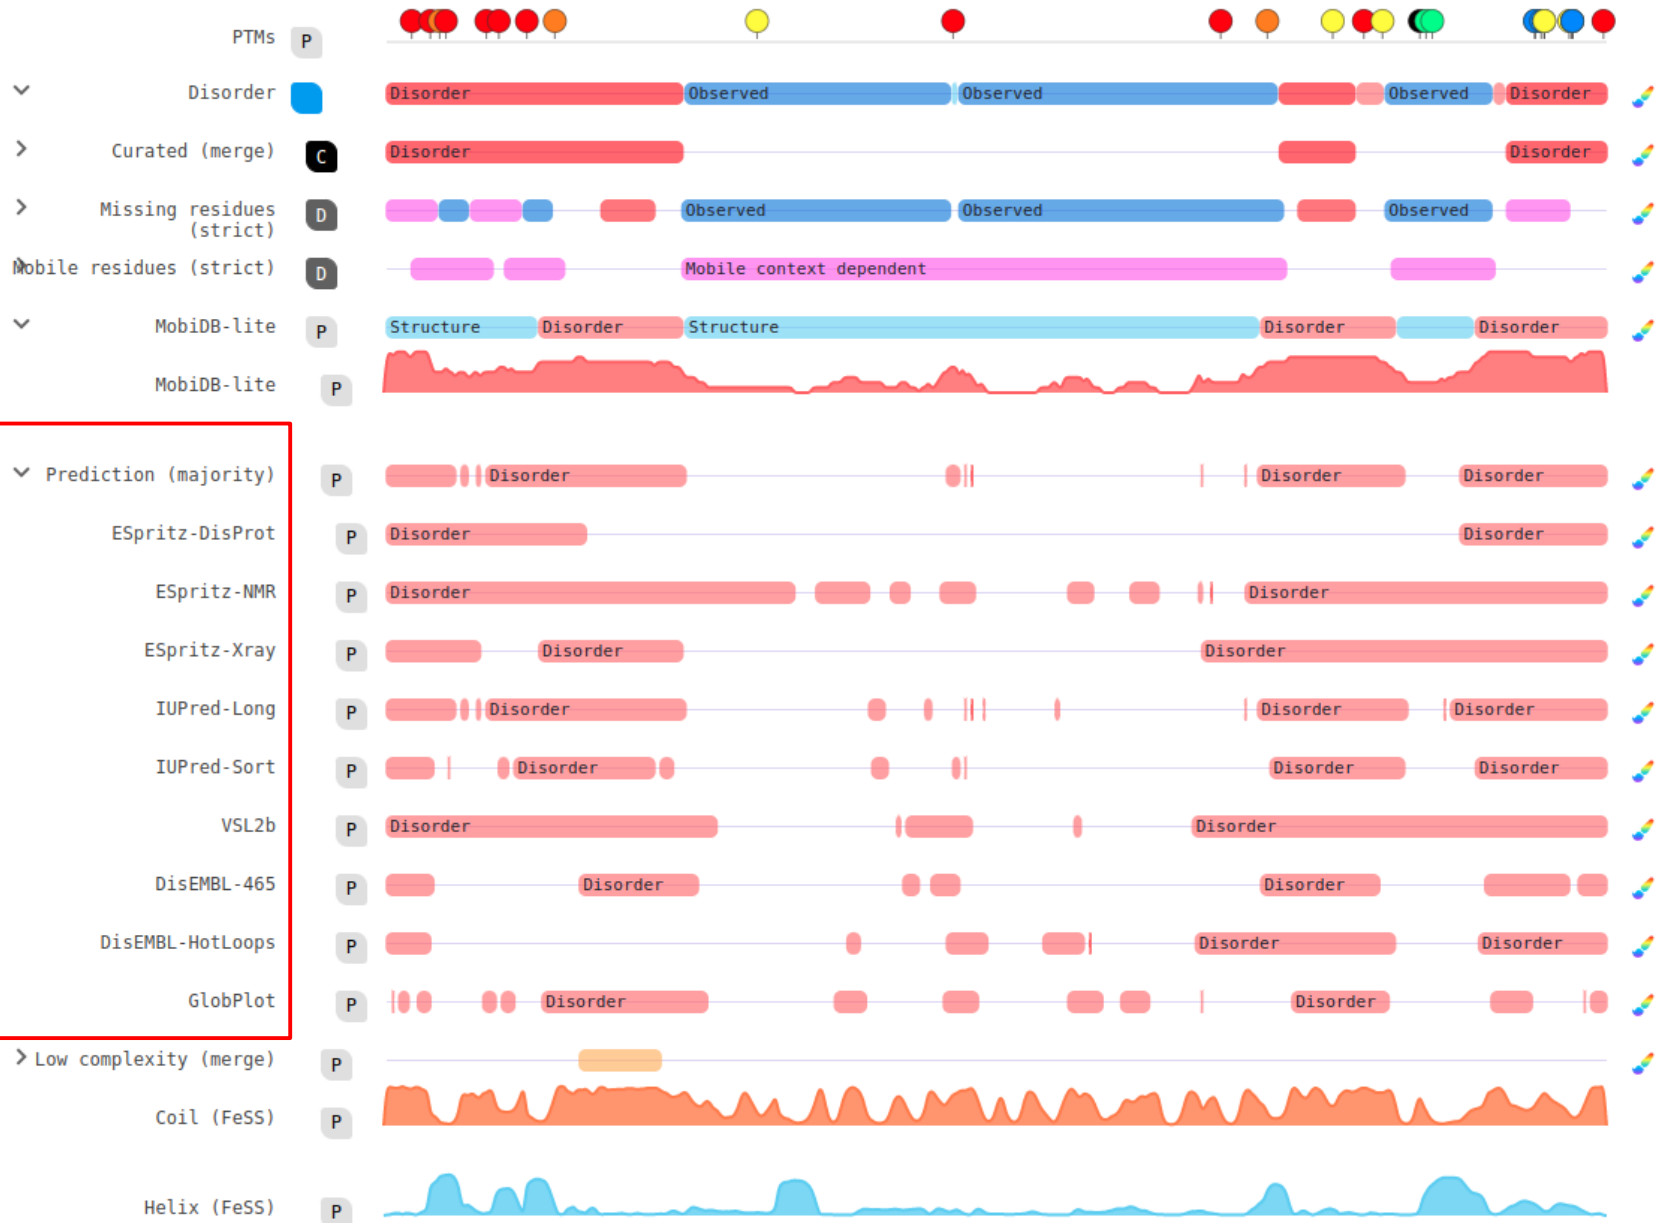 PTMs P
Disorder Disorder Observed Observed Observed Disorder
Curated (merge) C Disorder Disorder
Missing residues
(strict) D Observed Observed Observed
Mobile residues (strict) D Mobile context dependent
MobiDB-lite P Structure Disorder Structure Disorder Disorder
MobiDB-lite P
Prediction (majority) P Disorder Disorder Disorder
ESpritz-DisProt P Disorder Disorder
ESpritz-NMR P Disorder Disorder
ESpritz-Xray P Disorder Disorder
IUPred-Long P Disorder Disorder Disorder
IUPred-Sort P Disorder Disorder Disorder
VSL2b P Disorder Disorder
DisEMBL-465 P Disorder Disorder
DisEMBL-HotLoops P Disorder Disorder
GlobPlot P Disorder Disorder
Low complexity (merge) P
Coil (FeSS) P
Helix (FeSS) P